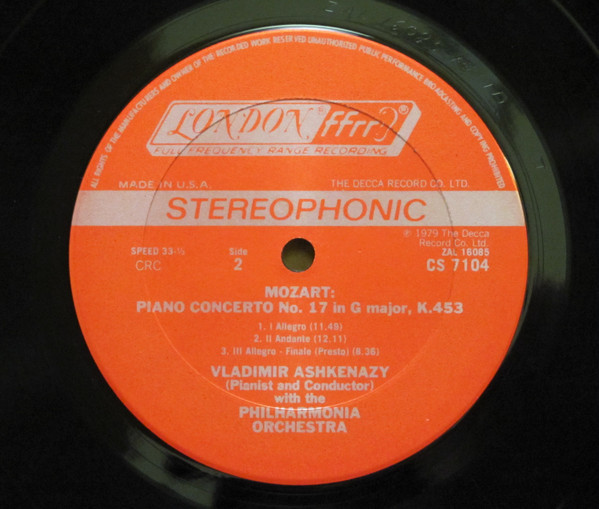 ALL RIGHTS OF THE MANUFACTURERS AND OWNER OF THE RECORDED WORK RESERVED UNAUTHORIZED PUBLIC PERFORMANCE BROADCASTING AND COPYING PROHIBITED
LONDON ffrr®
FULL FREQUENCY RANGE RECORDING
MADE IN U.S.A. THE DECCA RECORD CO. LTD.
STEREOPHONIC
℗ 1979 The Decca
Record Co. Ltd.
SPEED 33-⅓ Side ZAL 16085
CRC 2 CS 7104
MOZART:
PIANO CONCERTO No. 17 in G major, K.453
1. I Allegro (11.48)
2. II Andante (12.11)
3. III Allegro - Finale (Presto) (8.36)
VLADIMIR ASHKENAZY
(Pianist and Conductor)
with the
PHILHARMONIA
ORCHESTRA